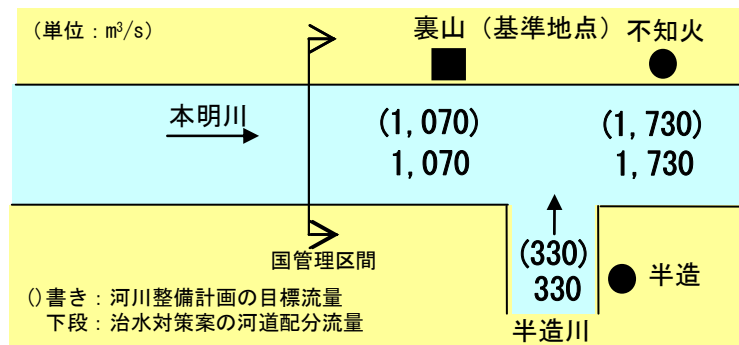 (単位：m³/s)
裏山（基準地点）不知火
本明川
(1,070)
1,070
(1,730)
1,730
国管理区間
(330)
330
半造
()書き：河川整備計画の目標流量
下段：治水対策案の河道配分流量
半造川